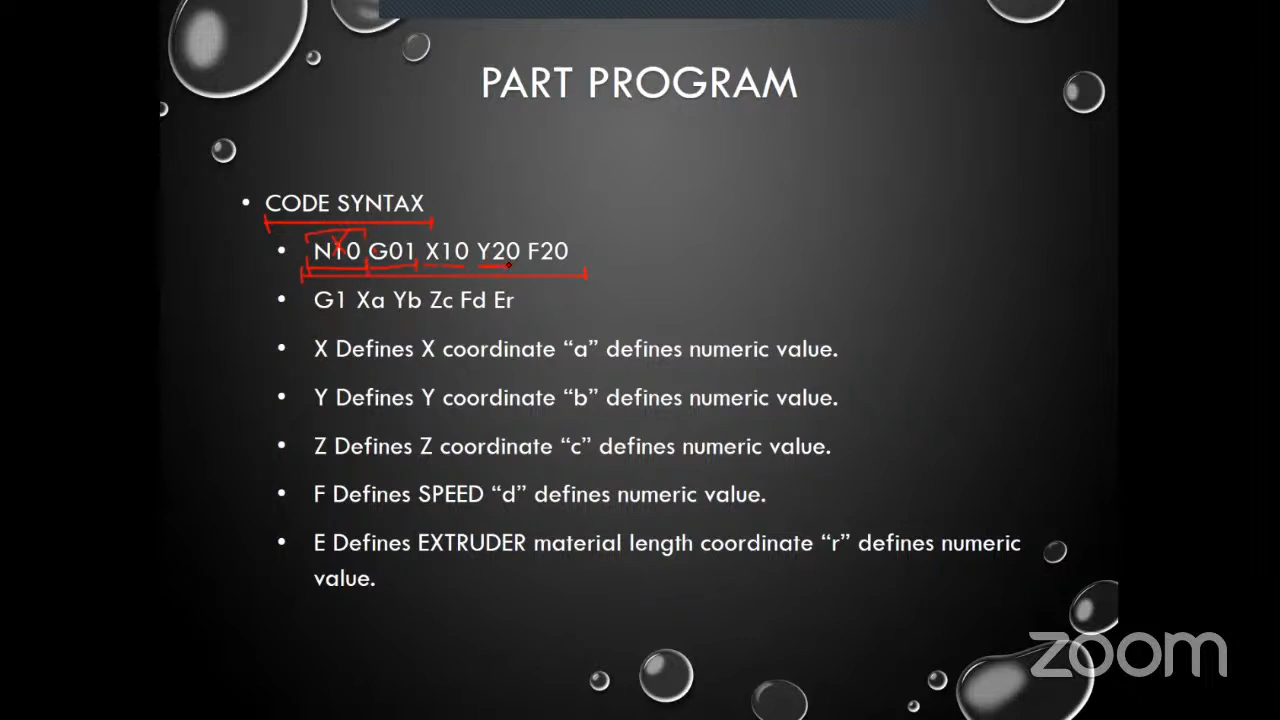 PART PROGRAM
• CODE SYNTAX
• N10 G01 X10 Y20 F20
• G1 Xa Yb Zc Fd Er
• X Defines X coordinate “a” defines numeric value.
• Y Defines Y coordinate “b” defines numeric value.
• Z Defines Z coordinate “c” defines numeric value.
• F Defines SPEED “d” defines numeric value.
• E Defines EXTRUDER material length coordinate “r” defines numeric
value.
zoom